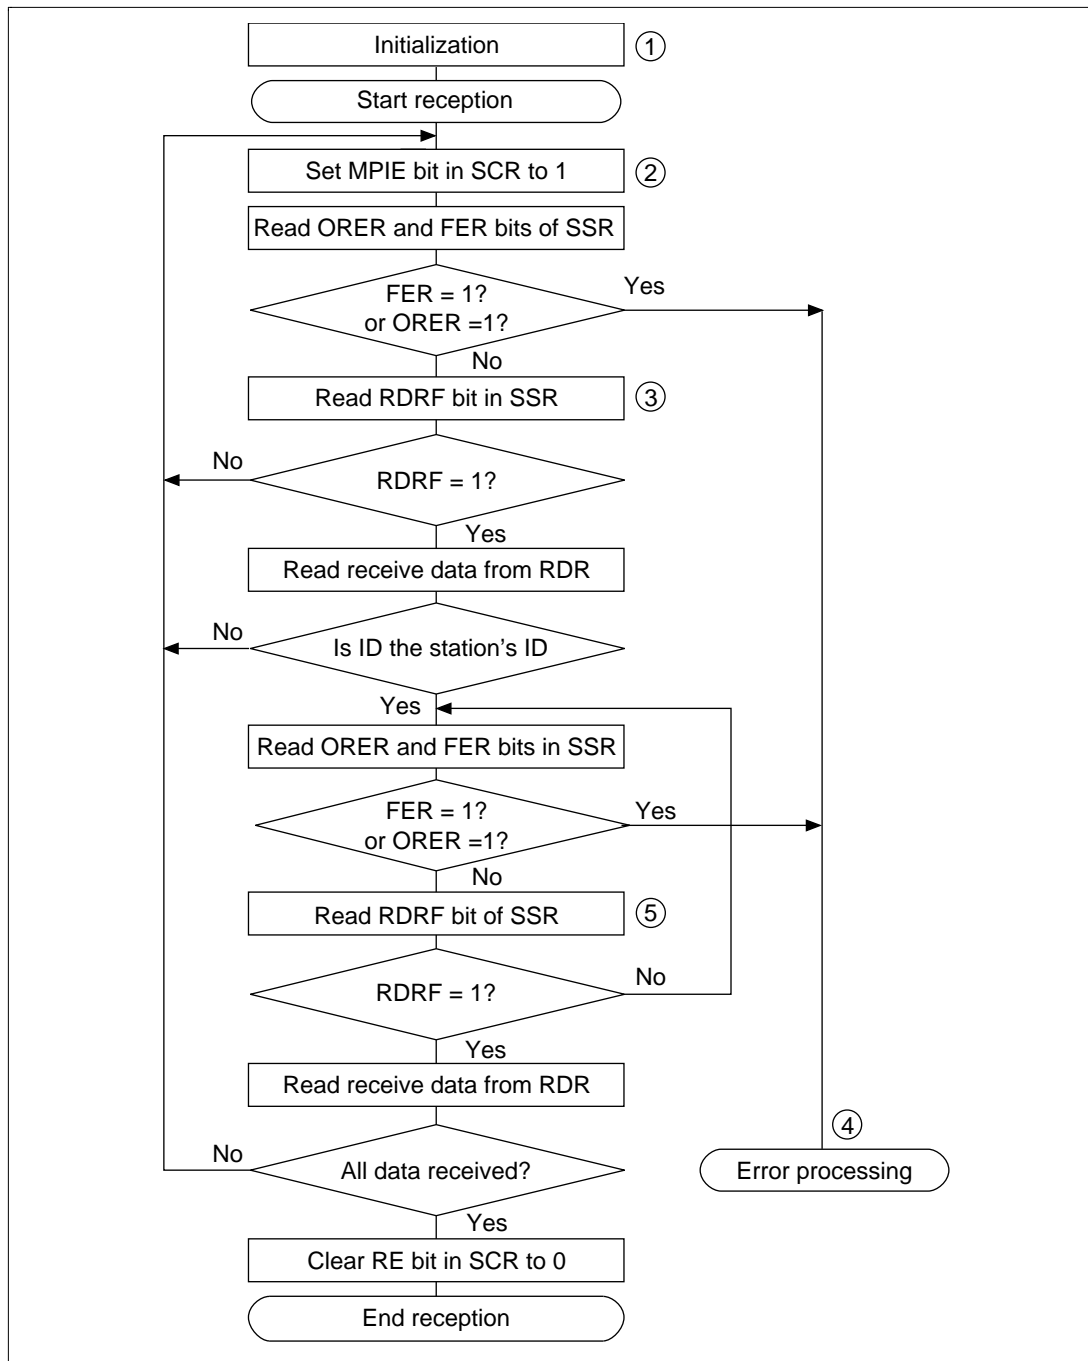 Initialization
①
Start reception
Set MPIE bit in SCR to 1
②
Read ORER and FER bits of SSR
FER = 1?
or ORER =1?
Yes
No
Read RDRF bit in SSR
③
No
RDRF = 1?
Yes
Read receive data from RDR
No
Is ID the station’s ID
Yes
Read ORER and FER bits in SSR
FER = 1?
or ORER =1?
Yes
No
Read RDRF bit of SSR
⑤
RDRF = 1?
No
Yes
Read receive data from RDR
No
All data received?
④
Error processing
Yes
Clear RE bit in SCR to 0
End reception